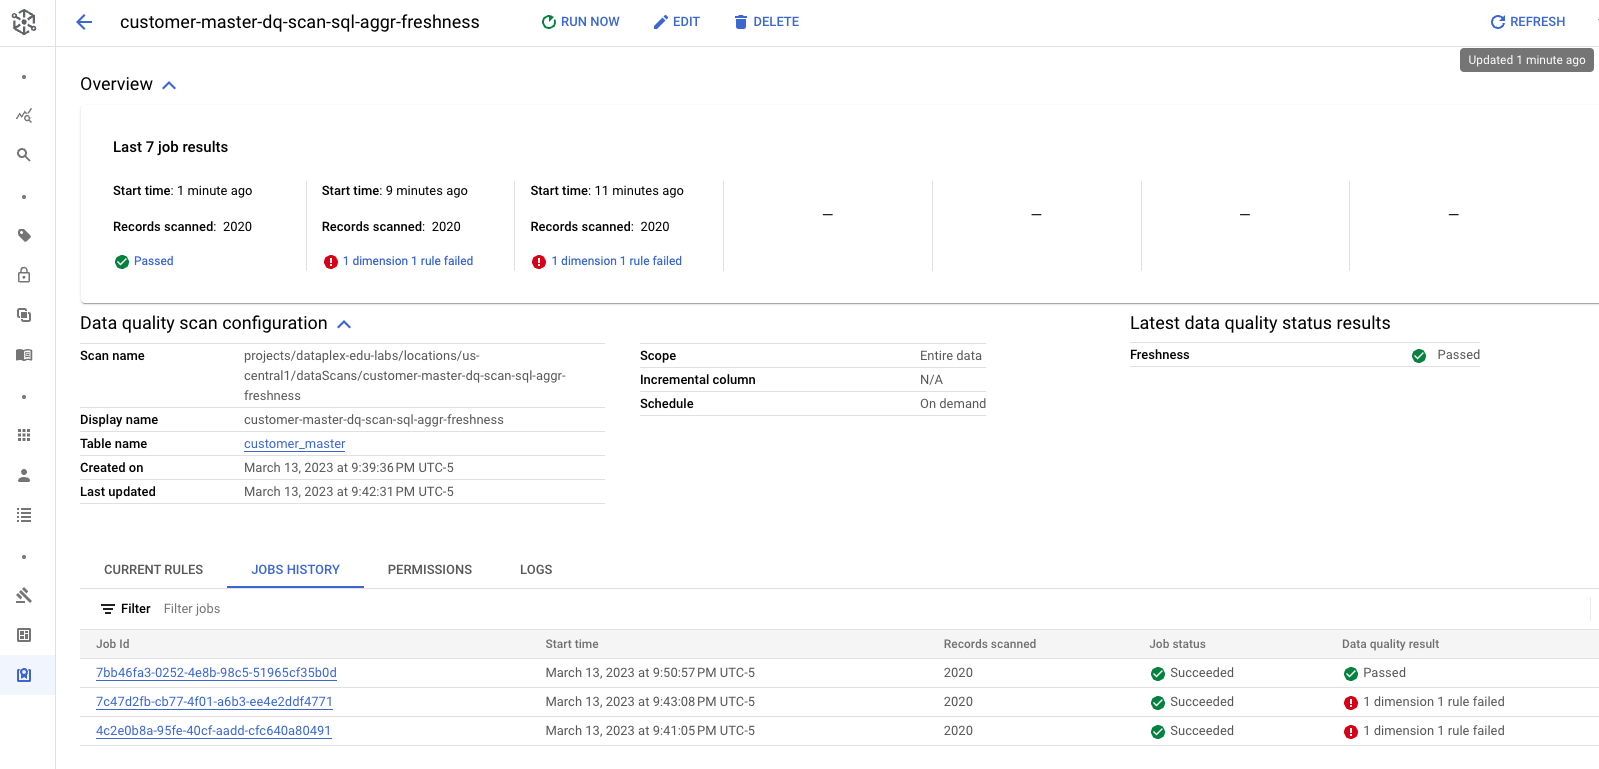 customer-master-dq-scan-sql-aggr-freshness RUN NOW EDIT DELETE REFRESH
Updated 1 minute ago
Overview
Last 7 job results
Start time: 1 minute ago Start time: 9 minutes ago Start time: 11 minutes ago
– – – –
Records scanned: 2020 Records scanned: 2020 Records scanned: 2020
Passed 1 dimension 1 rule failed 1 dimension 1 rule failed
Data quality scan configuration
Scan name projects/dataplex-edu-labs/locations/us-
central1/dataScans/customer-master-dq-scan-sql-aggr-
freshness
Display name customer-master-dq-scan-sql-aggr-freshness
Table name customer_master
Created on March 13, 2023 at 9:39:36 PM UTC-5
Last updated March 13, 2023 at 9:42:31 PM UTC-5
Scope Entire data
Incremental column N/A
Schedule On demand
Latest data quality status results
Freshness Passed
CURRENT RULES JOBS HISTORY PERMISSIONS LOGS
Filter Filter jobs
Job Id Start time Records scanned Job status Data quality result
7bb46fa3-0252-4e8b-98c5-51965cf35b0d March 13, 2023 at 9:50:57 PM UTC-5 2020 Succeeded Passed
7c47d2fb-cb77-4f01-a6b3-ee4e2ddf4771 March 13, 2023 at 9:43:08 PM UTC-5 2020 Succeeded 1 dimension 1 rule failed
4c2e0b8a-95fe-40cf-aadd-cfc640a80491 March 13, 2023 at 9:41:05 PM UTC-5 2020 Succeeded 1 dimension 1 rule failed